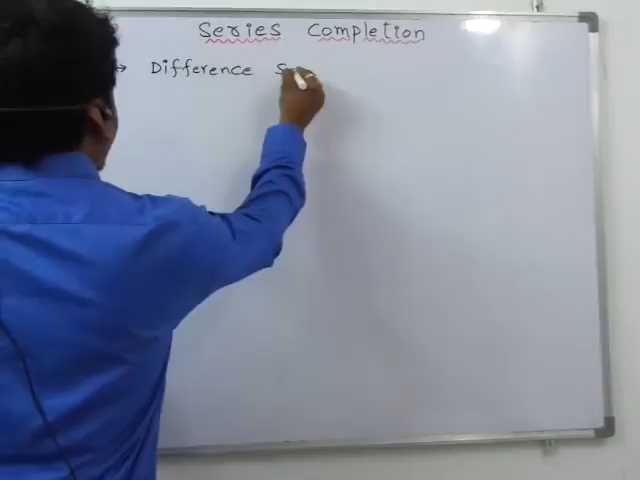 Series Completion
→ Difference S